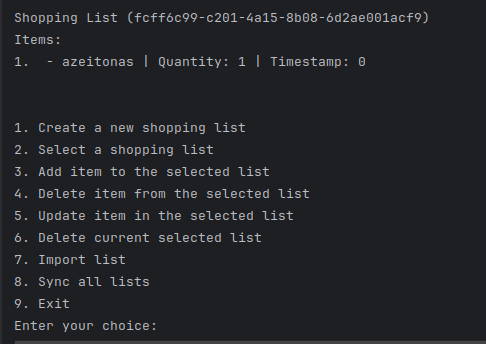 Shopping List (fcff6c99-c201-4a15-8b08-6d2ae001acf9)
Items:
1.  - azeitonas | Quantity: 1 | Timestamp: 0
1. Create a new shopping list
2. Select a shopping list
3. Add item to the selected list
4. Delete item from the selected list
5. Update item in the selected list
6. Delete current selected list
7. Import list
8. Sync all lists
9. Exit
Enter your choice: